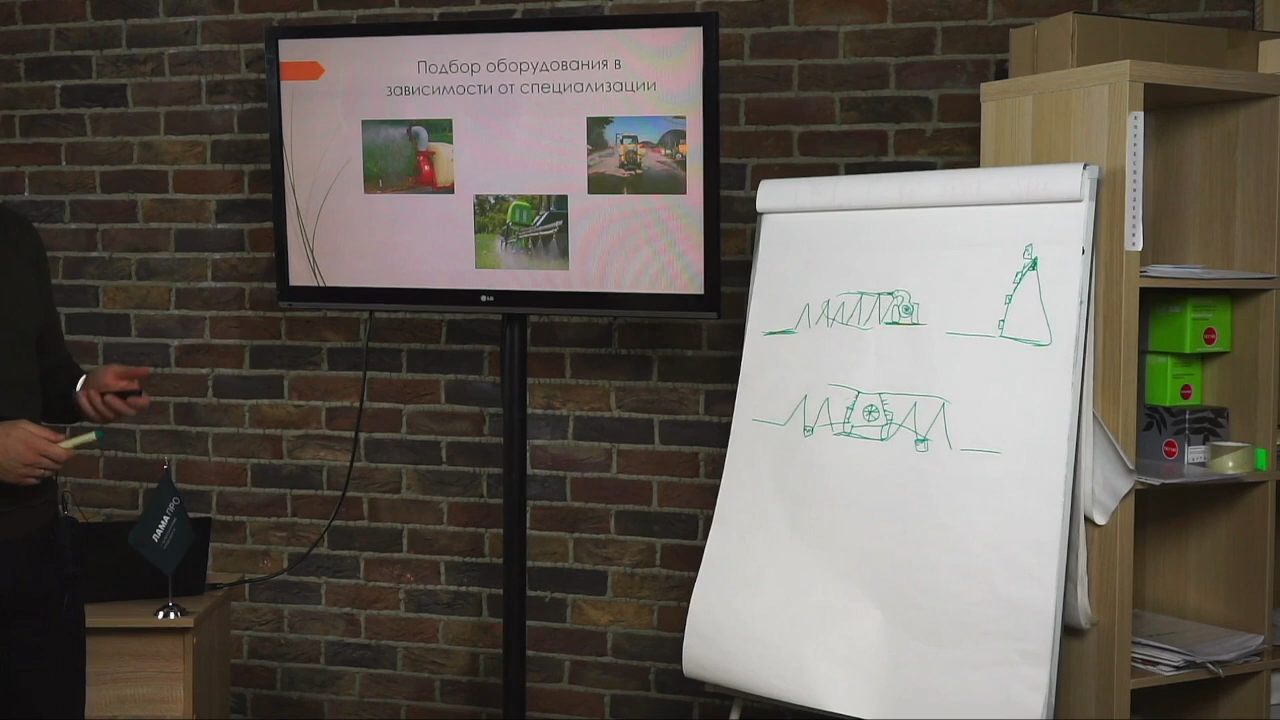 Подбор оборудования в
зависимости от специализации
LG
ЛАМА ПРО